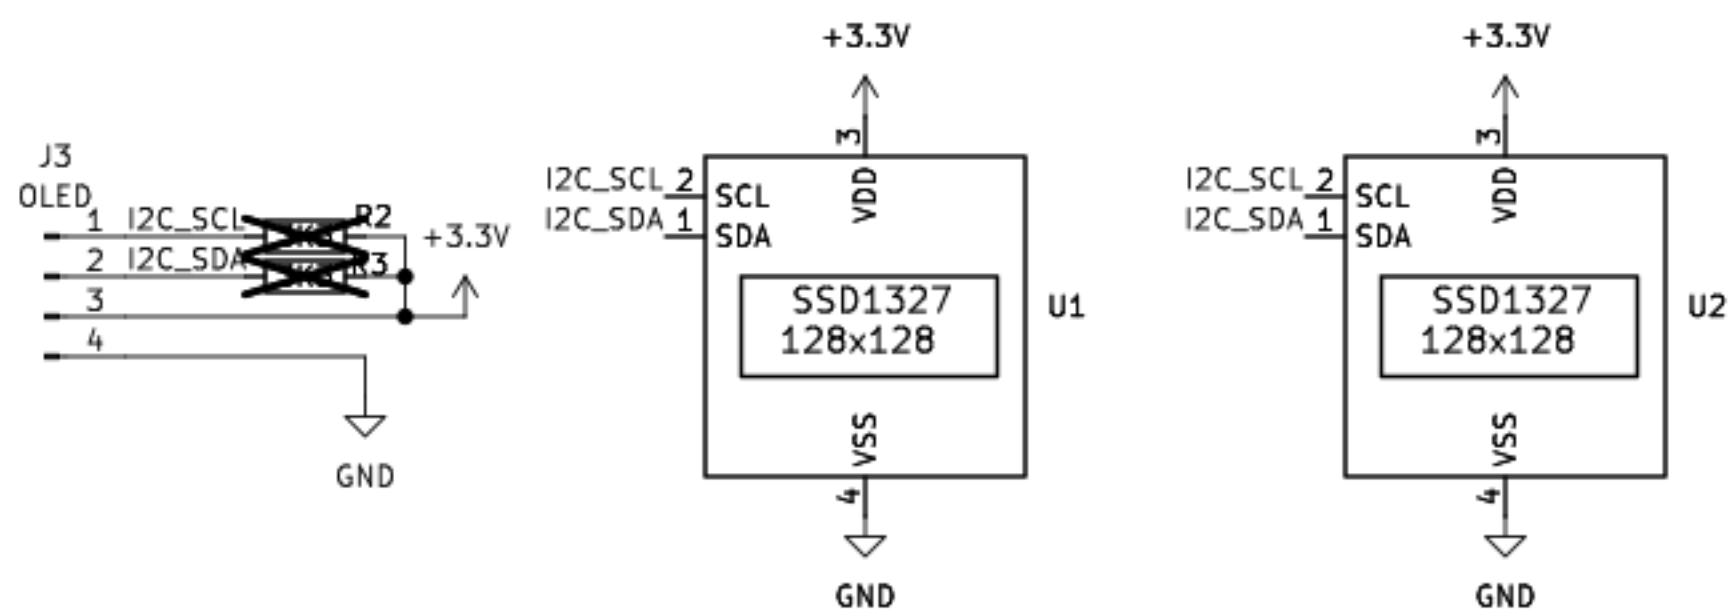 J3
OLED
1 I2C_SCL R2
2 I2C_SDA R3
3
4
+3.3V
GND
+3.3V
3
VDD
I2C_SCL 2 SCL
I2C_SDA 1 SDA
SSD1327
128x128
U1
VSS
4
GND
+3.3V
3
VDD
I2C_SCL 2 SCL
I2C_SDA 1 SDA
SSD1327
128x128
U2
VSS
4
GND